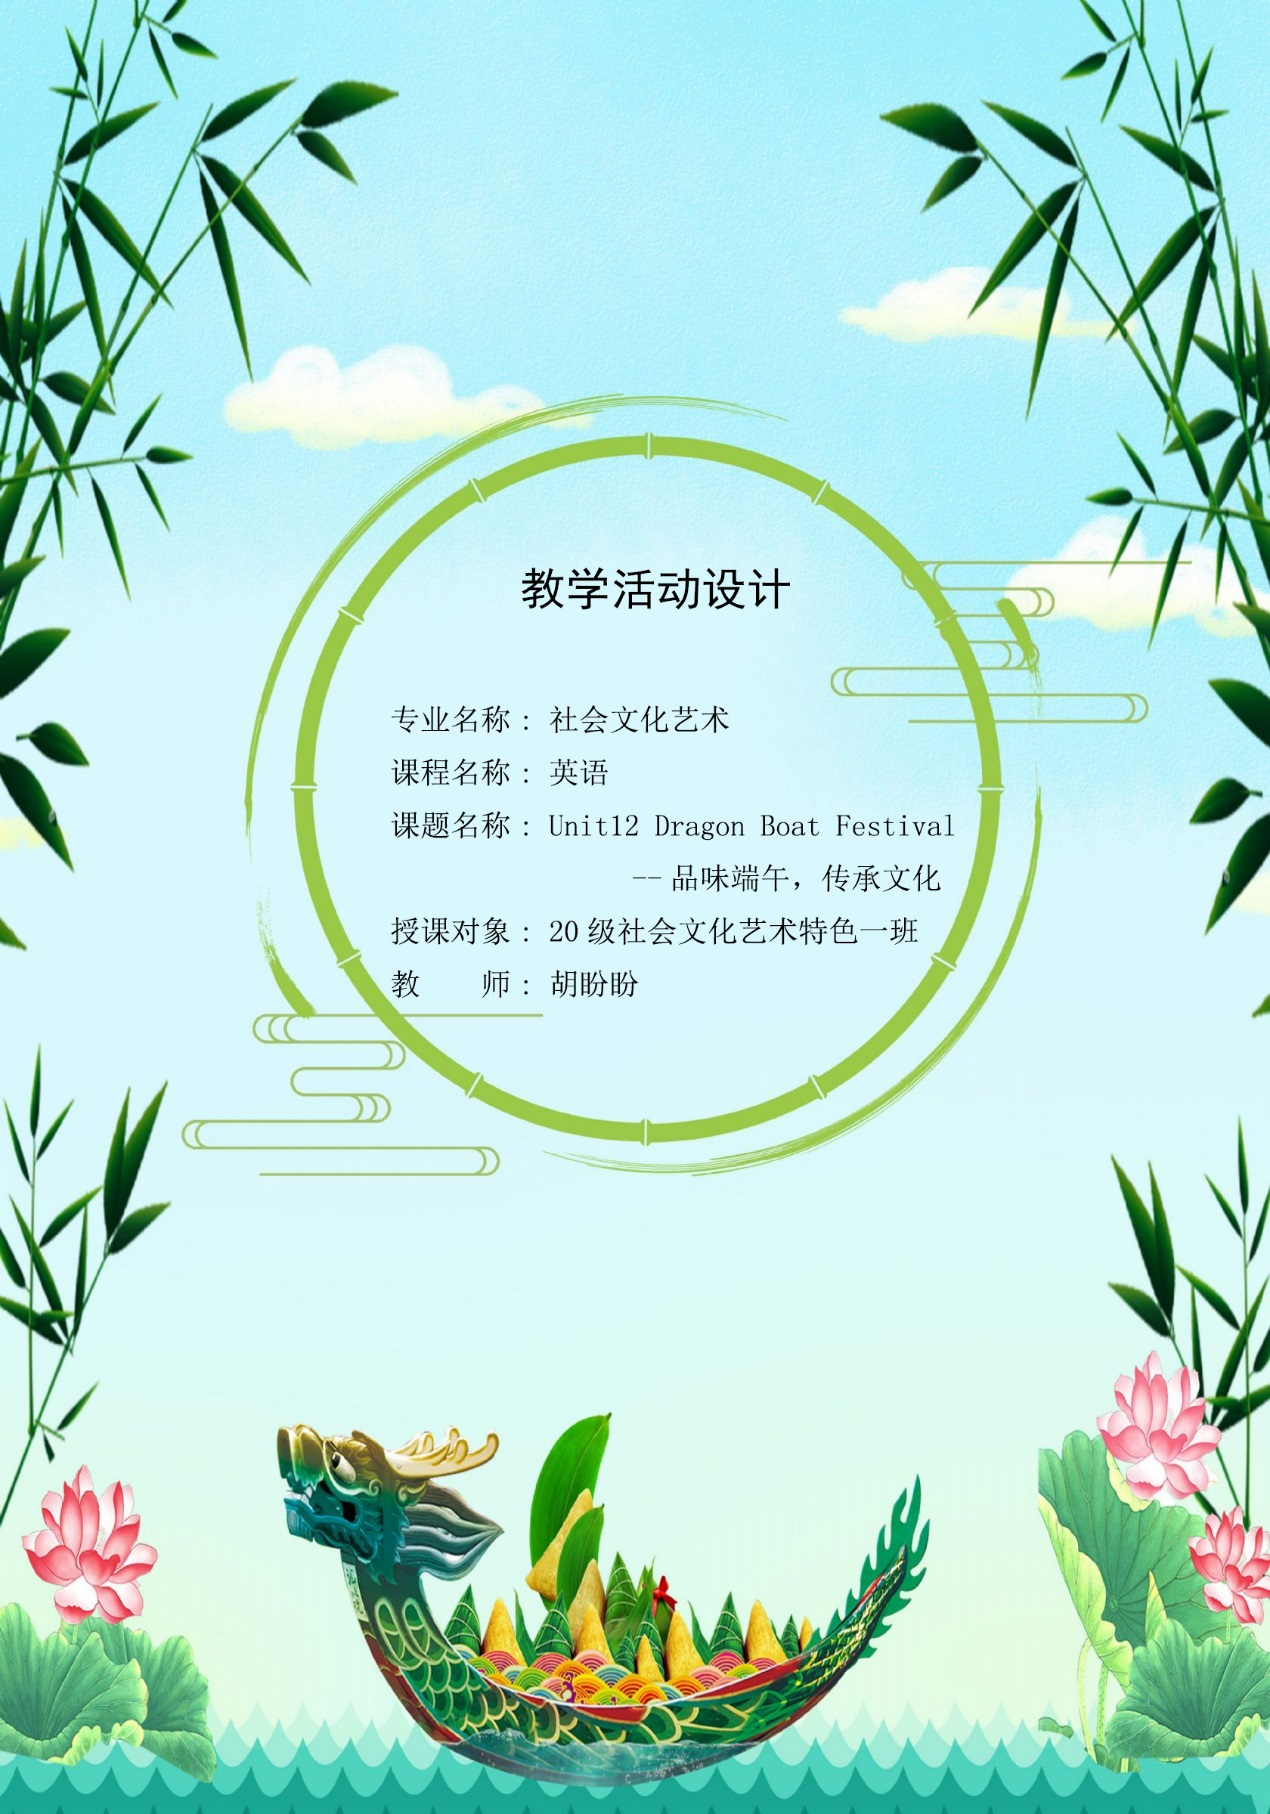 教学活动设计
专业名称：社会文化艺术
课程名称：英语
课题名称：Unit12 Dragon Boat Festival
--品味端午，传承文化
授课对象：20级社会文化艺术特色一班
教　　师：胡盼盼